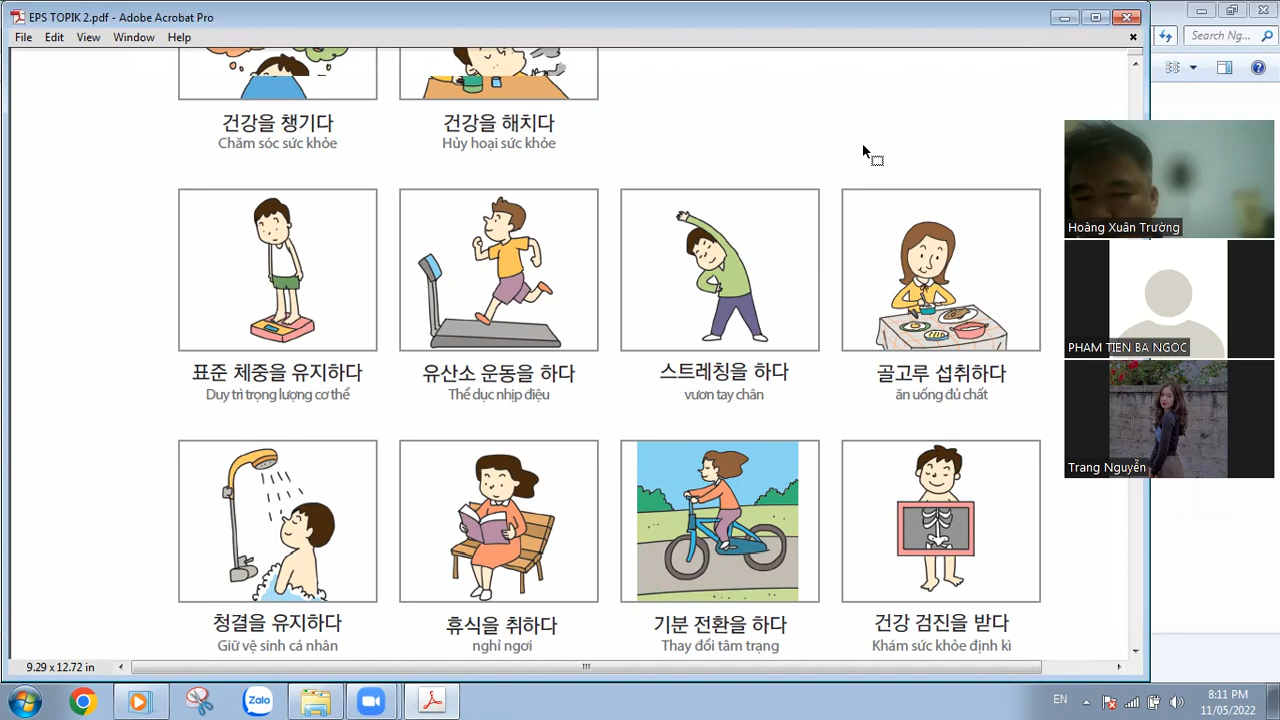 EPS TOPIK 2.pdf - Adobe Acrobat Pro
File Edit View Window Help
Search Ng...
건강을 챙기다 건강을 해치다
Chăm sóc sức khỏe Hủy hoại sức khỏe
Hoàng Xuân Trường
PHAM TIEN BA NGOC
표준 체중을 유지하다 유산소 운동을 하다 스트레칭을 하다 골고루 섭취하다
Duy trì trọng lượng cơ thể Thể dục nhịp điệu vươn tay chân ăn uống đủ chất
Trang Nguyễn
청결을 유지하다 휴식을 취하다 기분 전환을 하다 건강 검진을 받다
Giữ vệ sinh cá nhân nghỉ ngơi Thay đổi tâm trạng Khám sức khỏe định kì
9.29 x 12.72 in
Zalo
EN
8:11 PM
11/05/2022